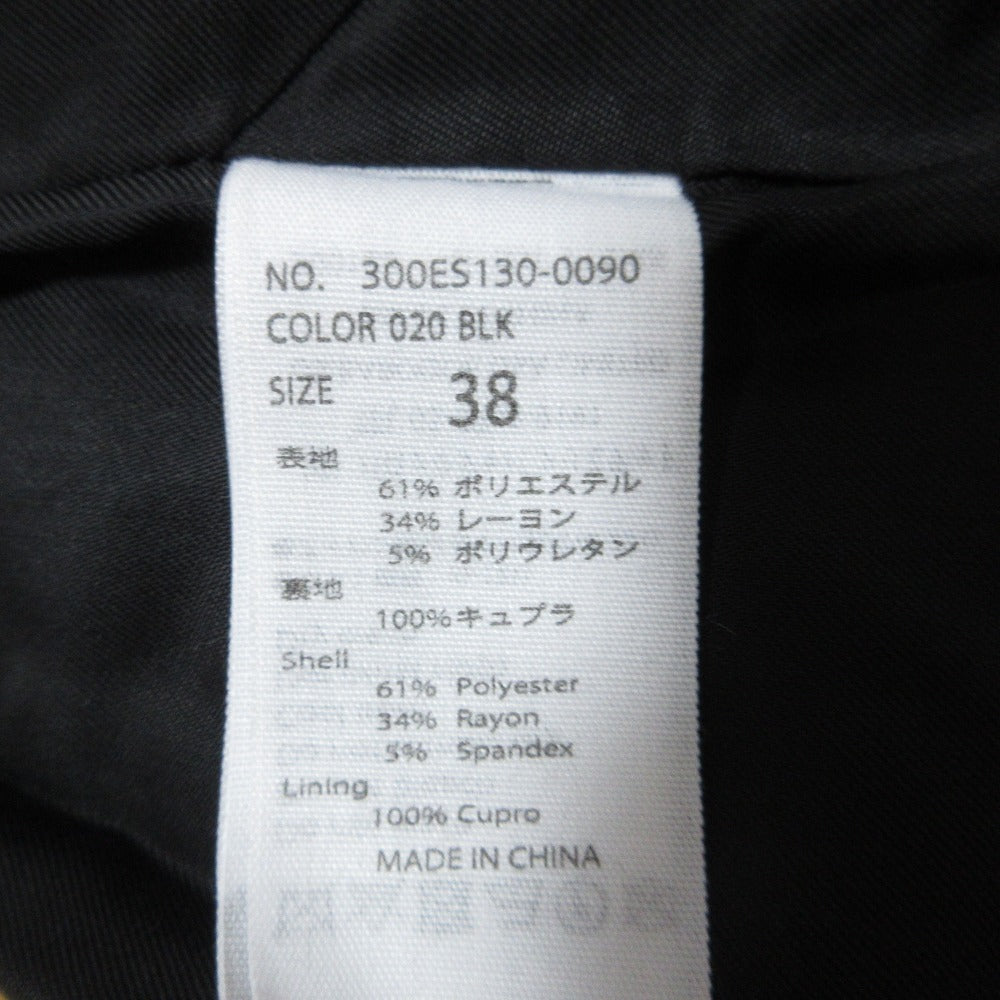 NO. 300ES130-0090
COLOR 020 BLK
SIZE 38
表地
61% ポリエステル
34% レーヨン
5% ポリウレタン
裏地
100%キュプラ
Shell
61% Polyester
34% Rayon
5% Spandex
Lining
100% Cupro
MADE IN CHINA